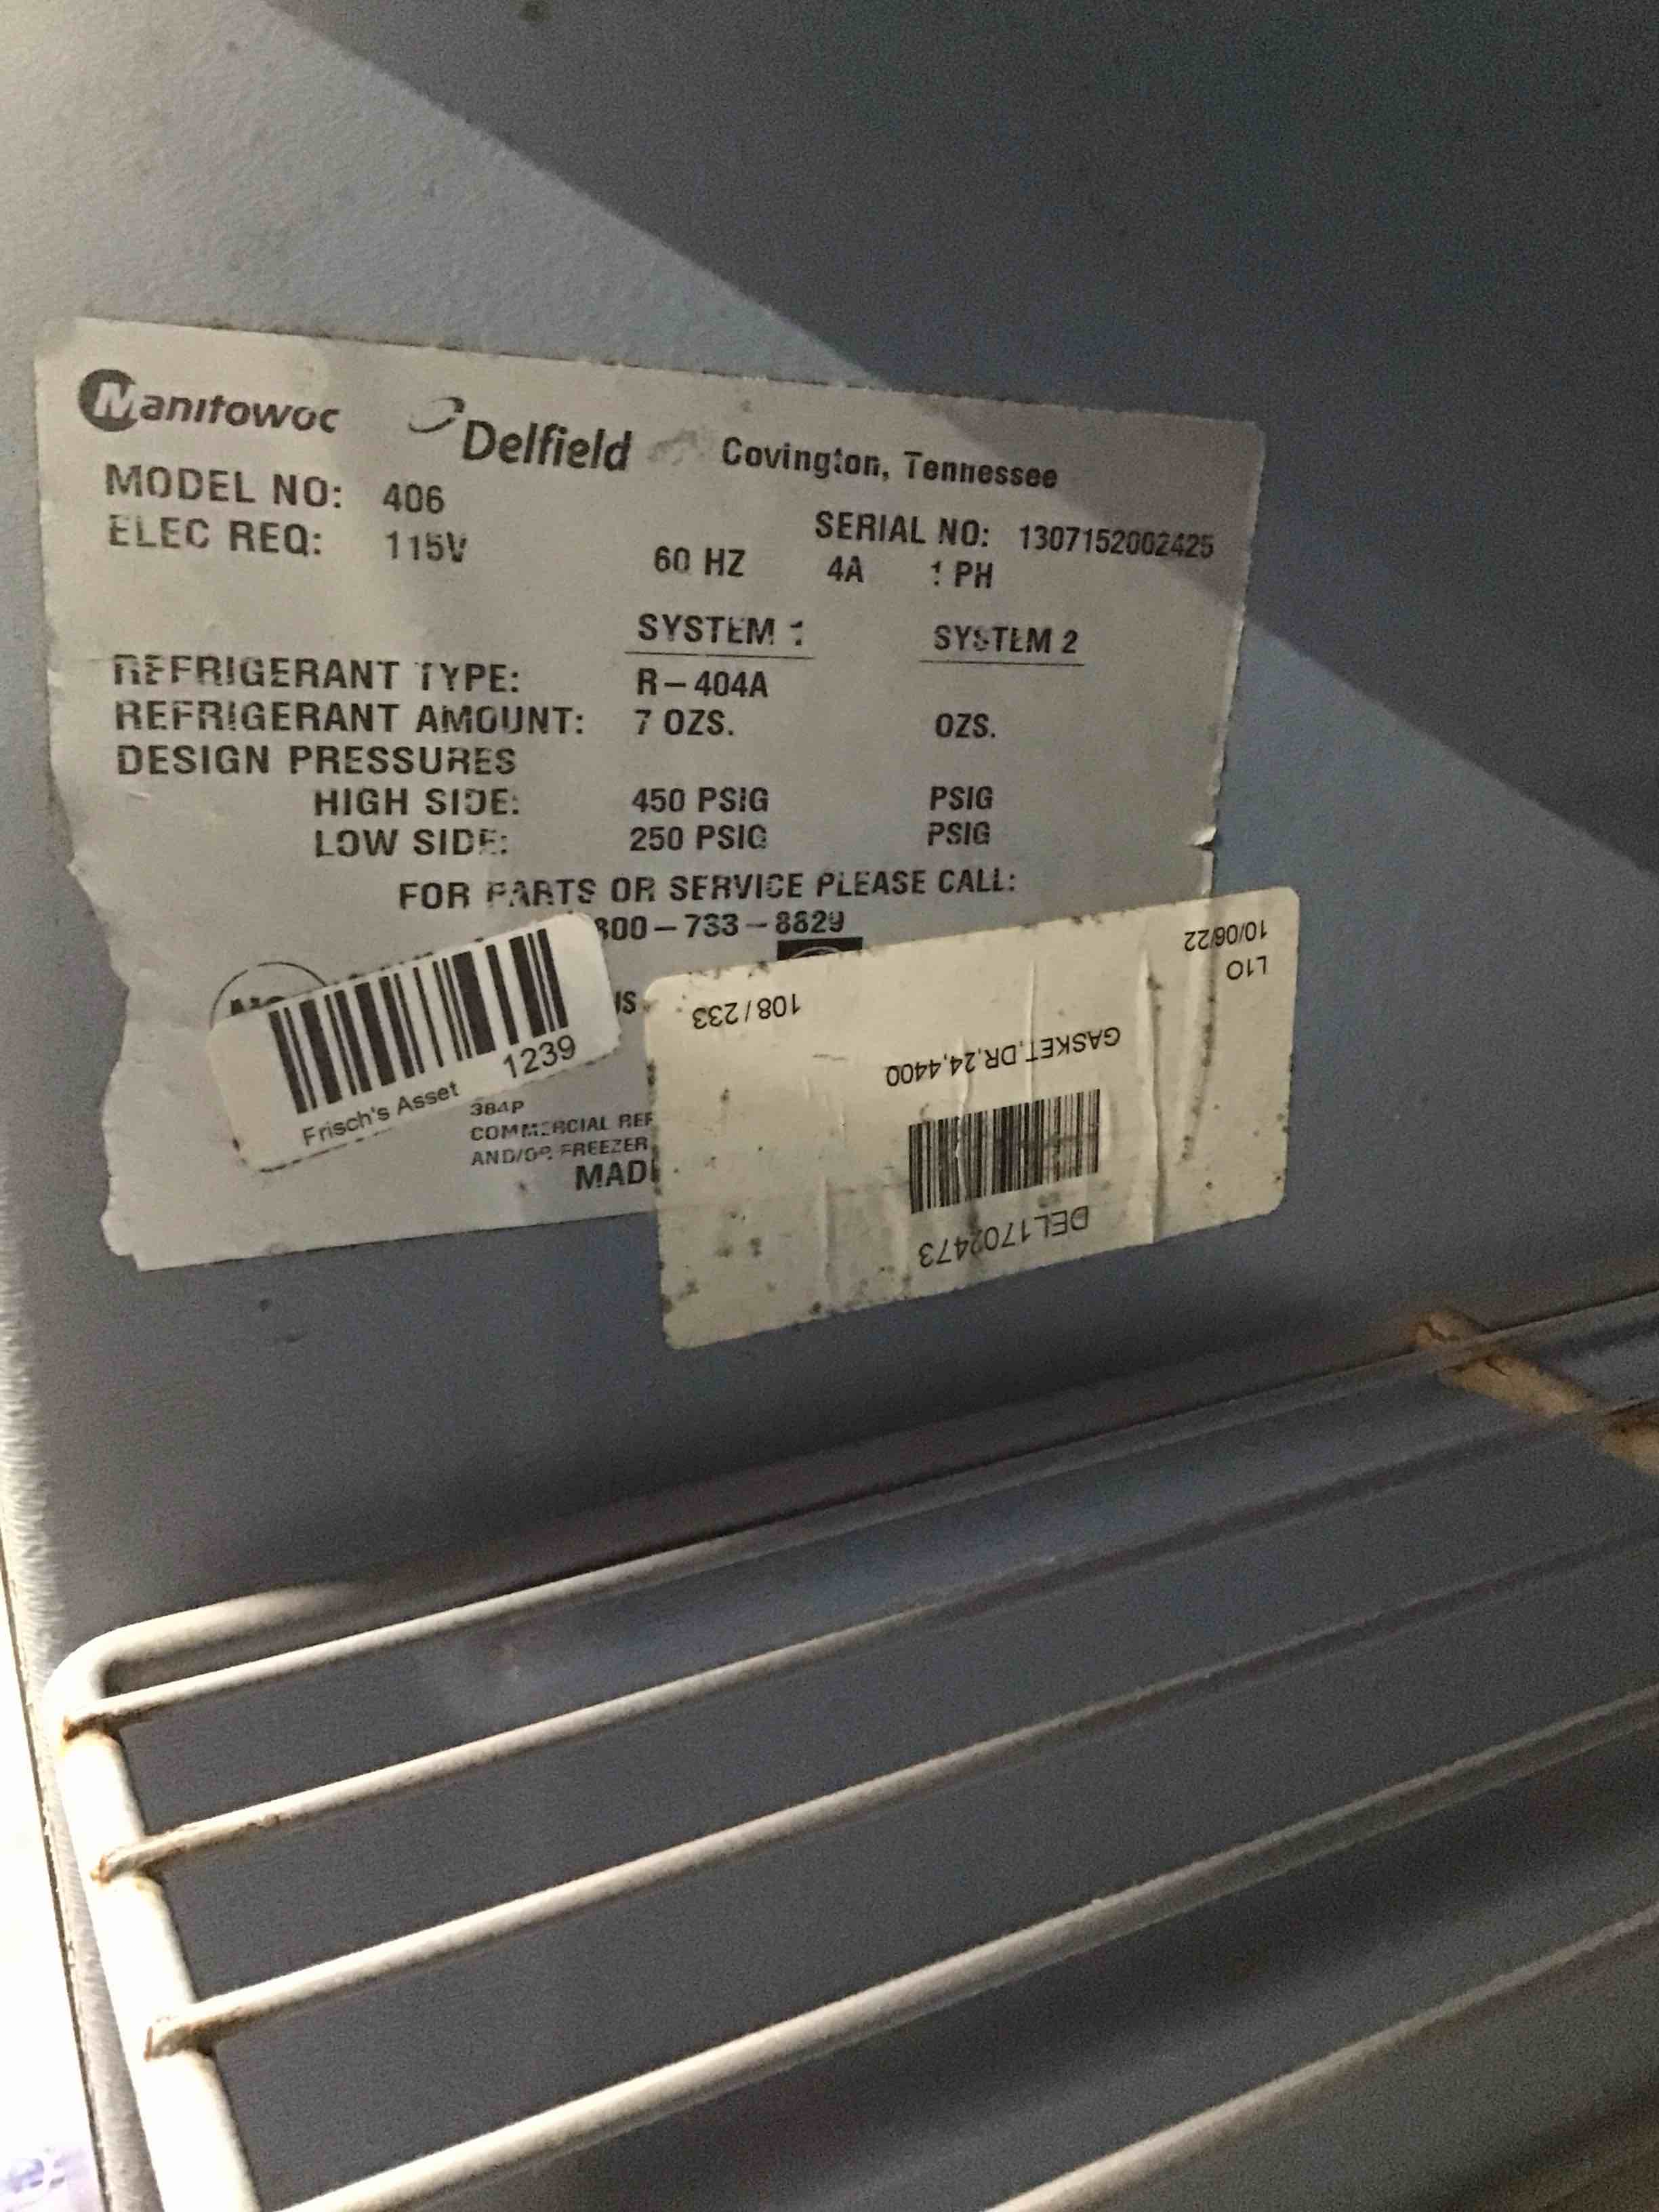 Manitowoc Delfield Covington, Tennessee
MODEL NO: 406 SERIAL NO: 1307152002425
ELEC REQ: 115V 60 HZ 4A 1 PH
SYSTEM 1 SYSTEM 2
REFRIGERANT TYPE: R-404A
REFRIGERANT AMOUNT: 7 OZS. OZS.
DESIGN PRESSURES
HIGH SIDE: 450 PSIG PSIG
LOW SIDE: 250 PSIG PSIG
FOR PARTS OR SERVICE PLEASE CALL:
800-733-8829
1239
Frisch's Asset
384P
COMMERCIAL REF
AND/OR FREEZER
MAD
DEL1702473
GASKET,DR,24,4400
108/233
L10
10/06/22